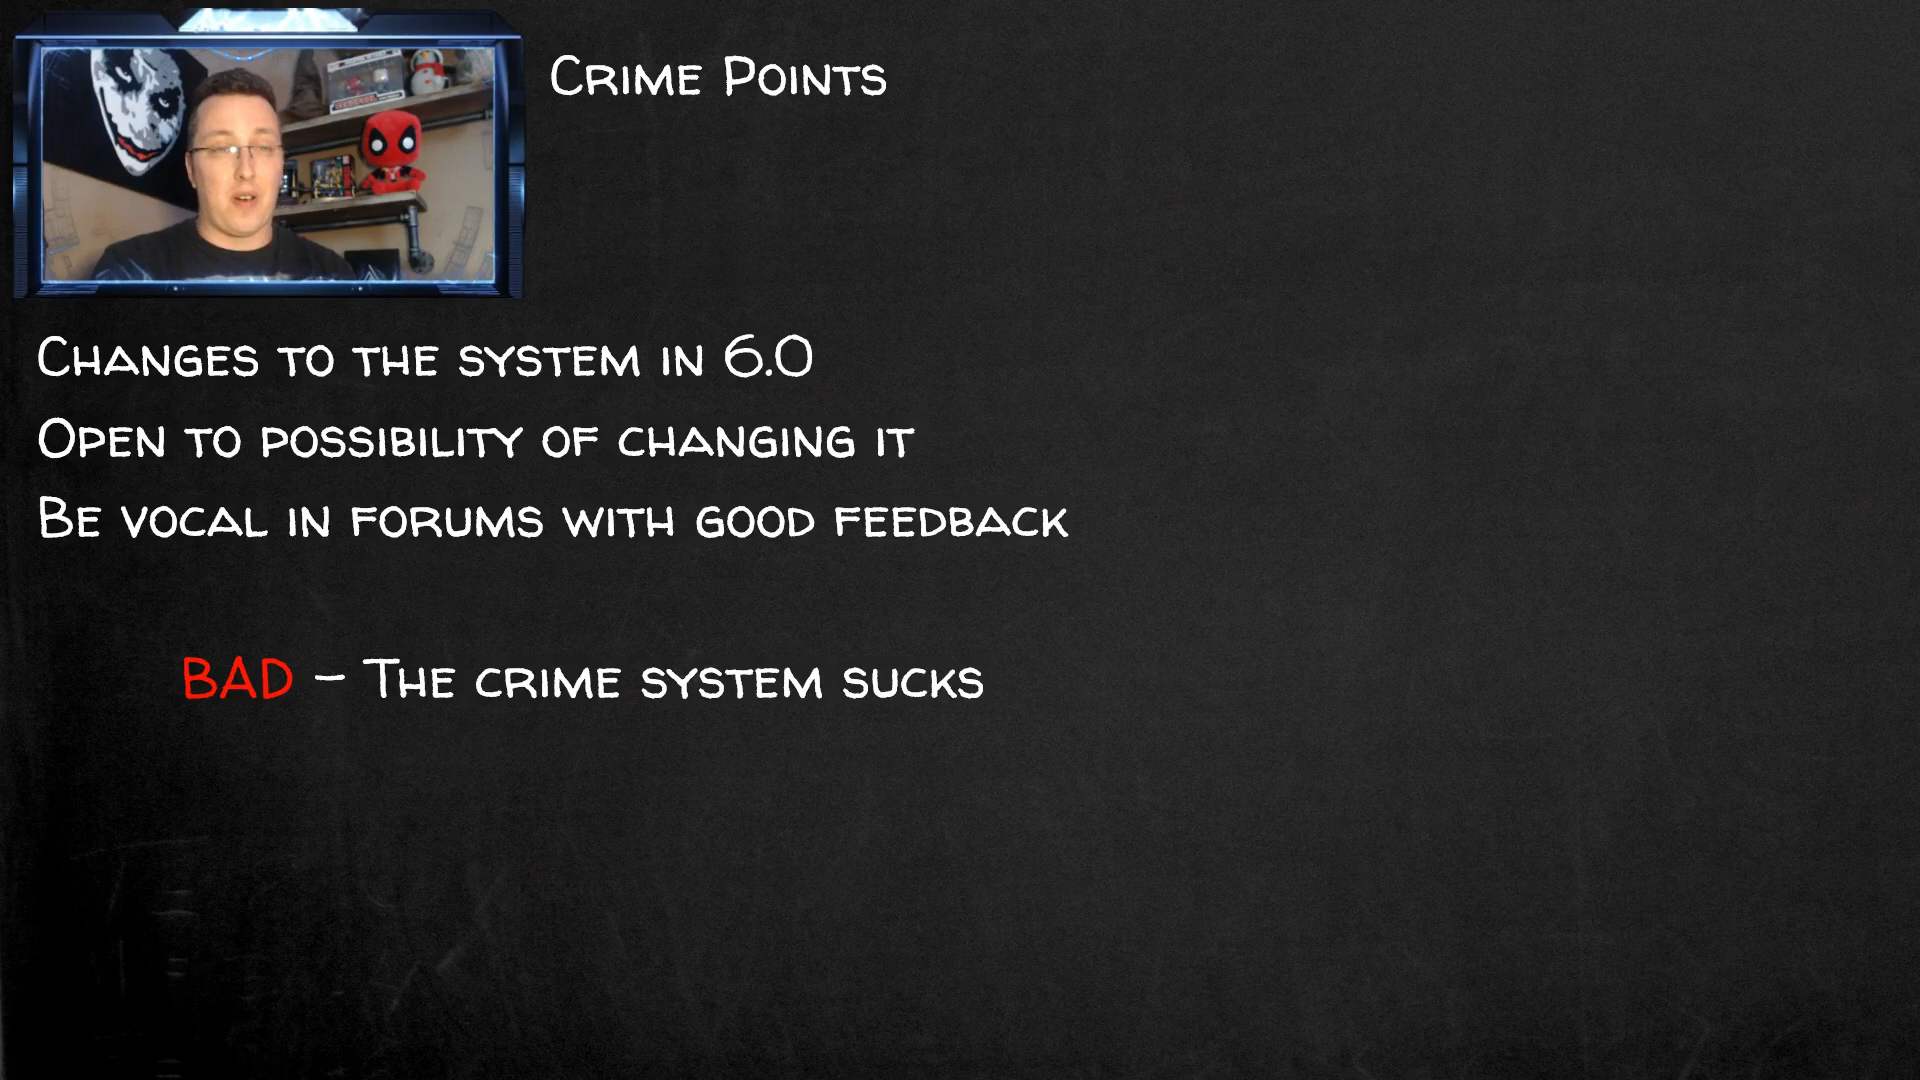 Crime Points
Changes to the system in 6.0
Open to possibility of changing it
Be vocal in forums with good feedback
BAD - The crime system sucks